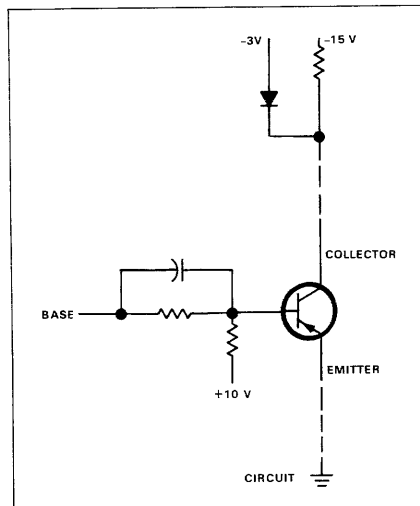 –3V –15 V
COLLECTOR
BASE
EMITTER
+10 V
CIRCUIT